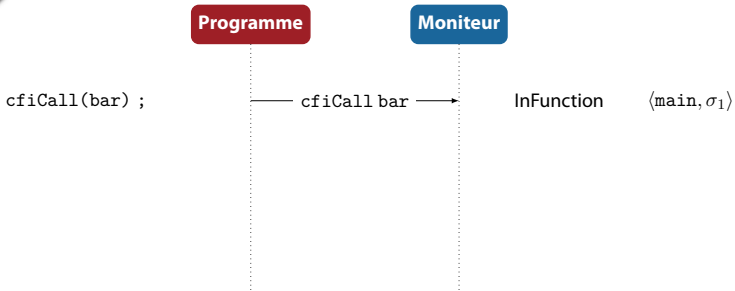 Programme Moniteur
cfiCall(bar) ; cfiCall bar InFunction ⟨main, σ₁⟩